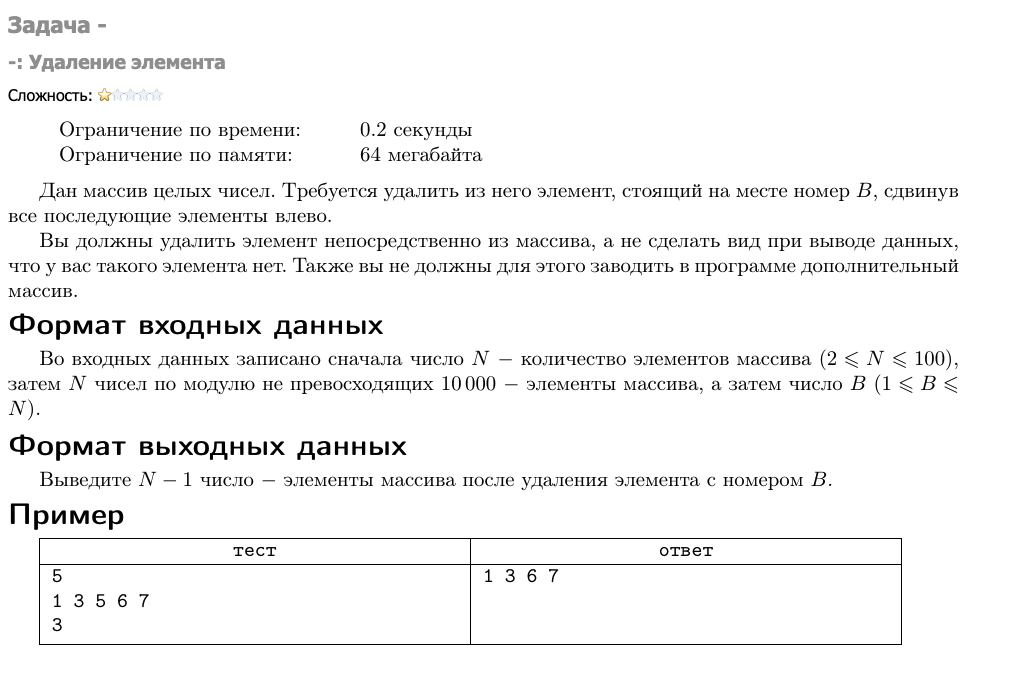 Задача -
-: Удаление элемента
Сложность:
Ограничение по времени: 0.2 секунды
Ограничение по памяти: 64 мегабайта
Дан массив целых чисел. Требуется удалить из него элемент, стоящий на месте номер B, сдвинув
все последующие элементы влево.
Вы должны удалить элемент непосредственно из массива, а не сделать вид при выводе данных,
что у вас такого элемента нет. Также вы не должны для этого заводить в программе дополнительный
массив.
Формат входных данных
Во входных данных записано сначала число N − количество элементов массива (2 ⩽ N ⩽ 100),
затем N чисел по модулю не превосходящих 10 000 − элементы массива, а затем число B (1 ⩽ B ⩽
N).
Формат выходных данных
Выведите N − 1 число − элементы массива после удаления элемента с номером B.
Пример
тест ответ
5 1 3 6 7
1 3 5 6 7
3